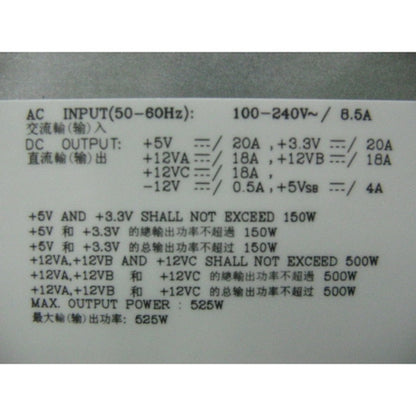 AC INPUT(50-60Hz): 100-240V~/ 8.5A
交流輸(输)入
DC OUTPUT: +5V ⎓/ 20A ,+3.3V ⎓/ 20A
直流輸(输)出 +12VA ⎓/ 18A ,+12VB ⎓/ 18A
+12VC ⎓/ 18A ,
-12V ⎓/ 0.5A ,+5VSB ⎓/ 4A
+5V AND +3.3V SHALL NOT EXCEED 150W
+5V 和 +3.3V 的總輸出功率不超過 150W
+5V 和 +3.3V 的总输出功率不超过 150W
+12VA,+12VB AND +12VC SHALL NOT EXCEED 500W
+12VA,+12VB 和 +12VC 的總輸出功率不超過 500W
+12VA,+12VB 和 +12VC 的总输出功率不超过 500W
MAX. OUTPUT POWER : 525W
最大輸(输)出功率: 525W